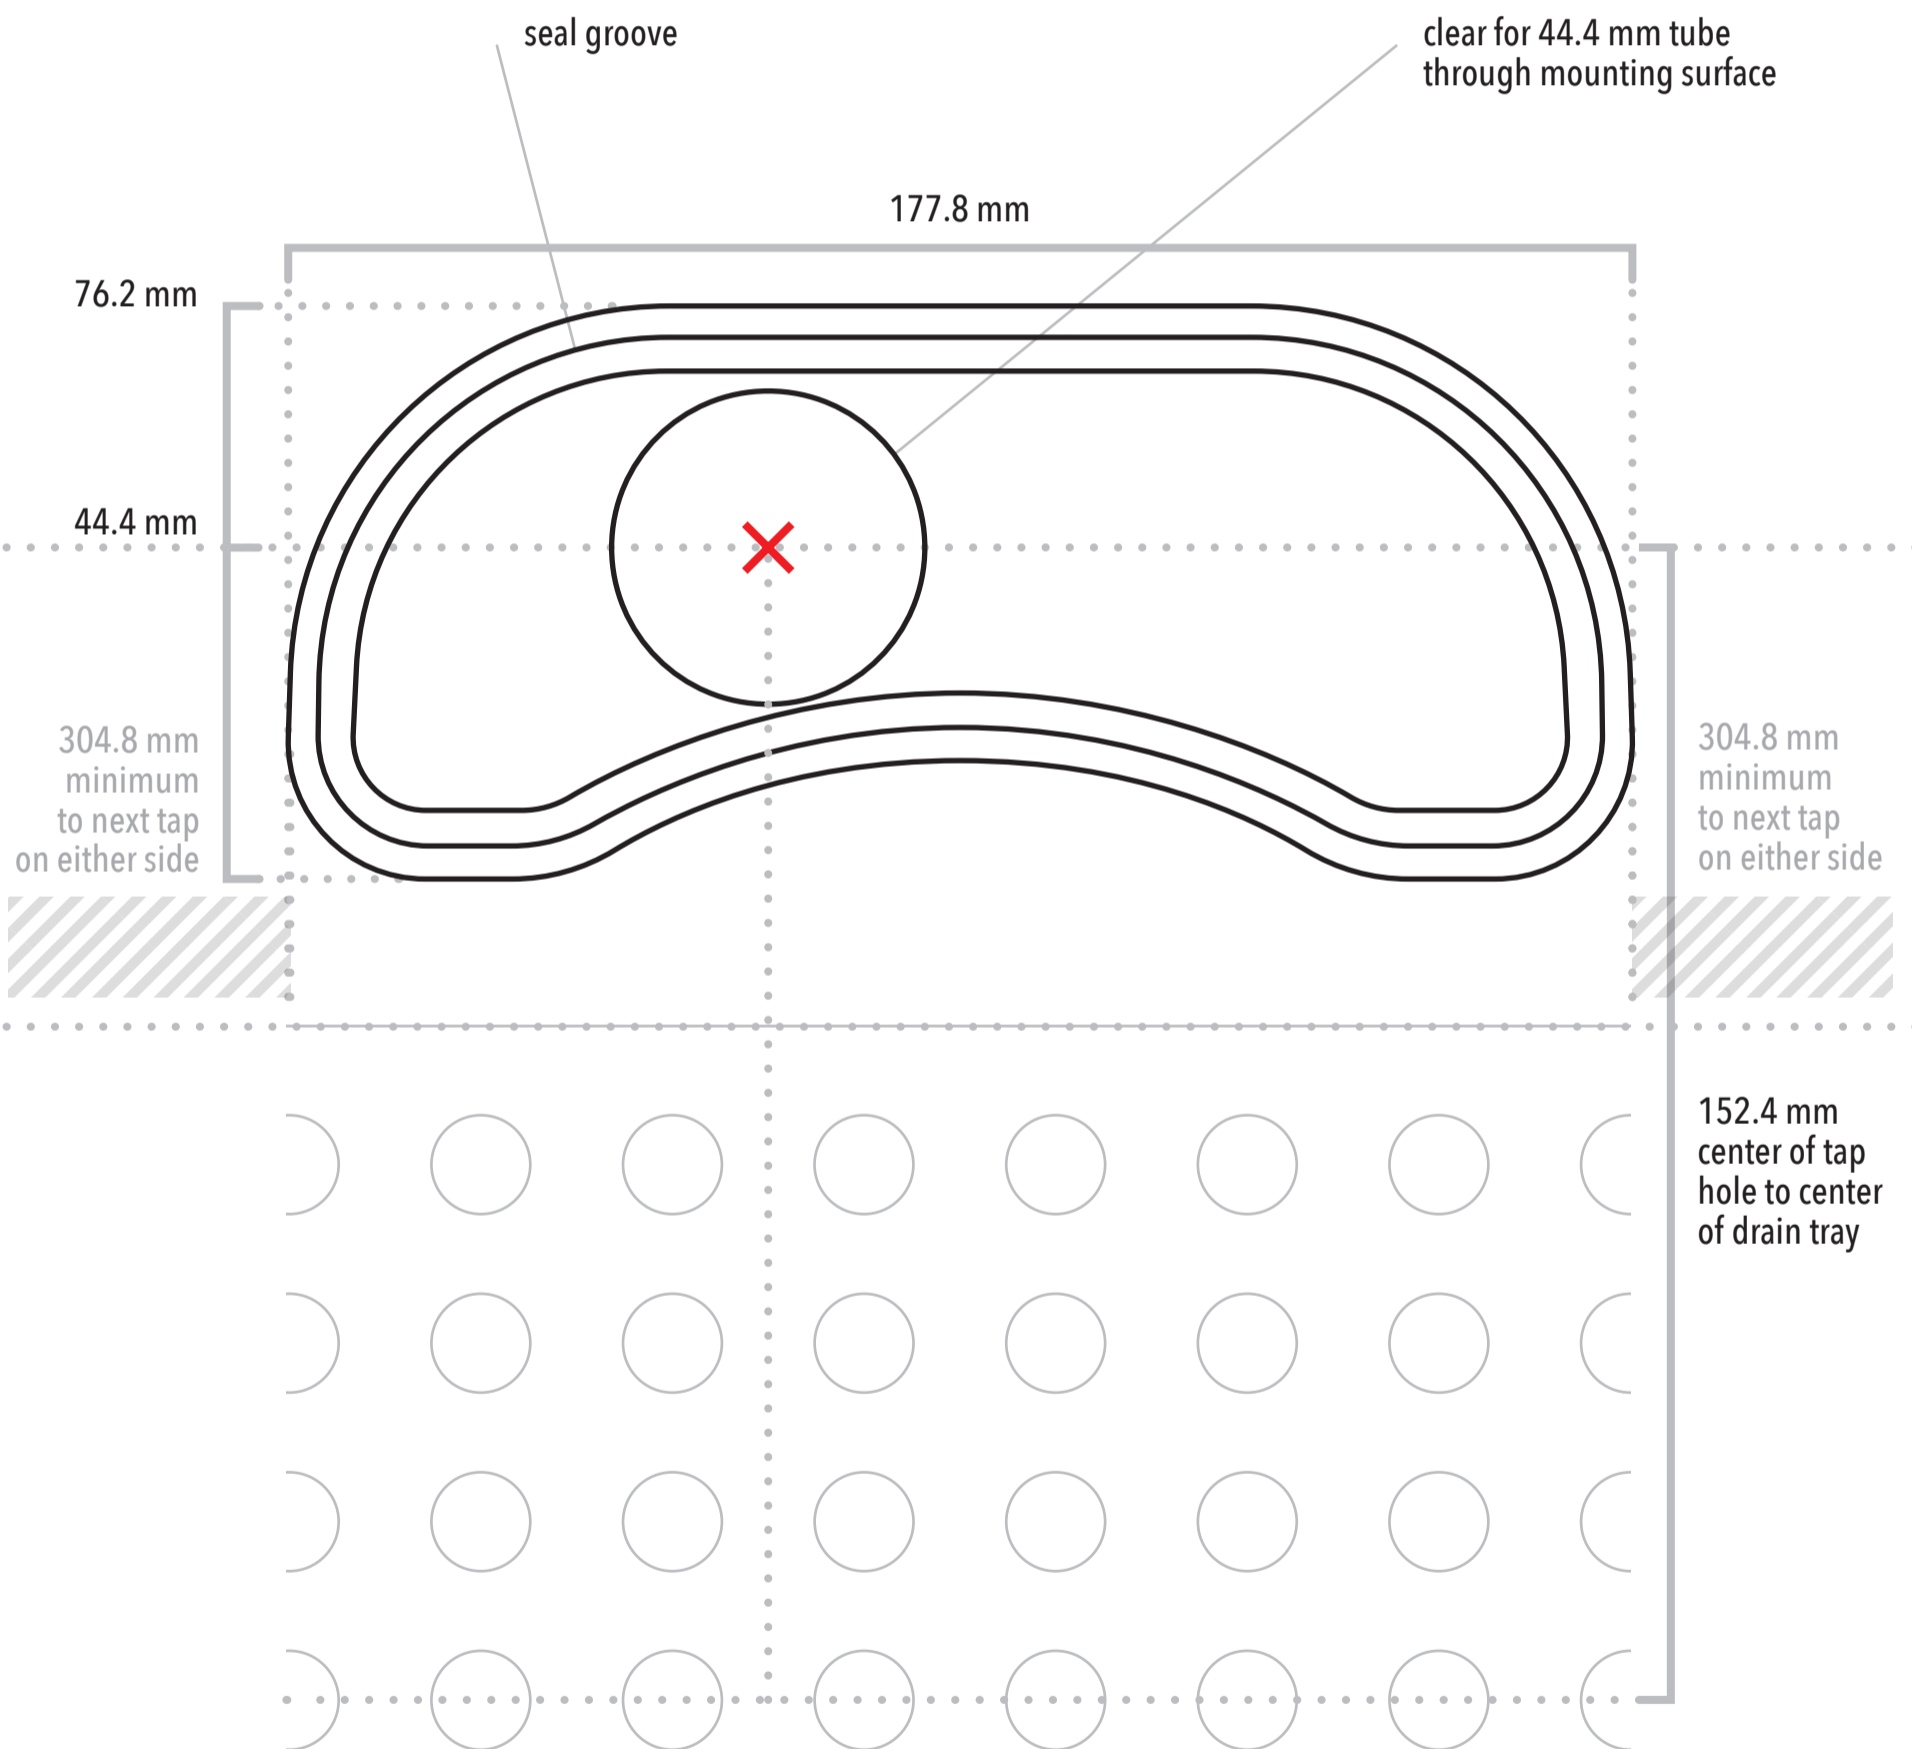 seal groove
clear for 44.4 mm tube
through mounting surface
177.8 mm
76.2 mm
44.4 mm
304.8 mm
minimum
to next tap
on either side
304.8 mm
minimum
to next tap
on either side
152.4 mm
center of tap
hole to center
of drain tray